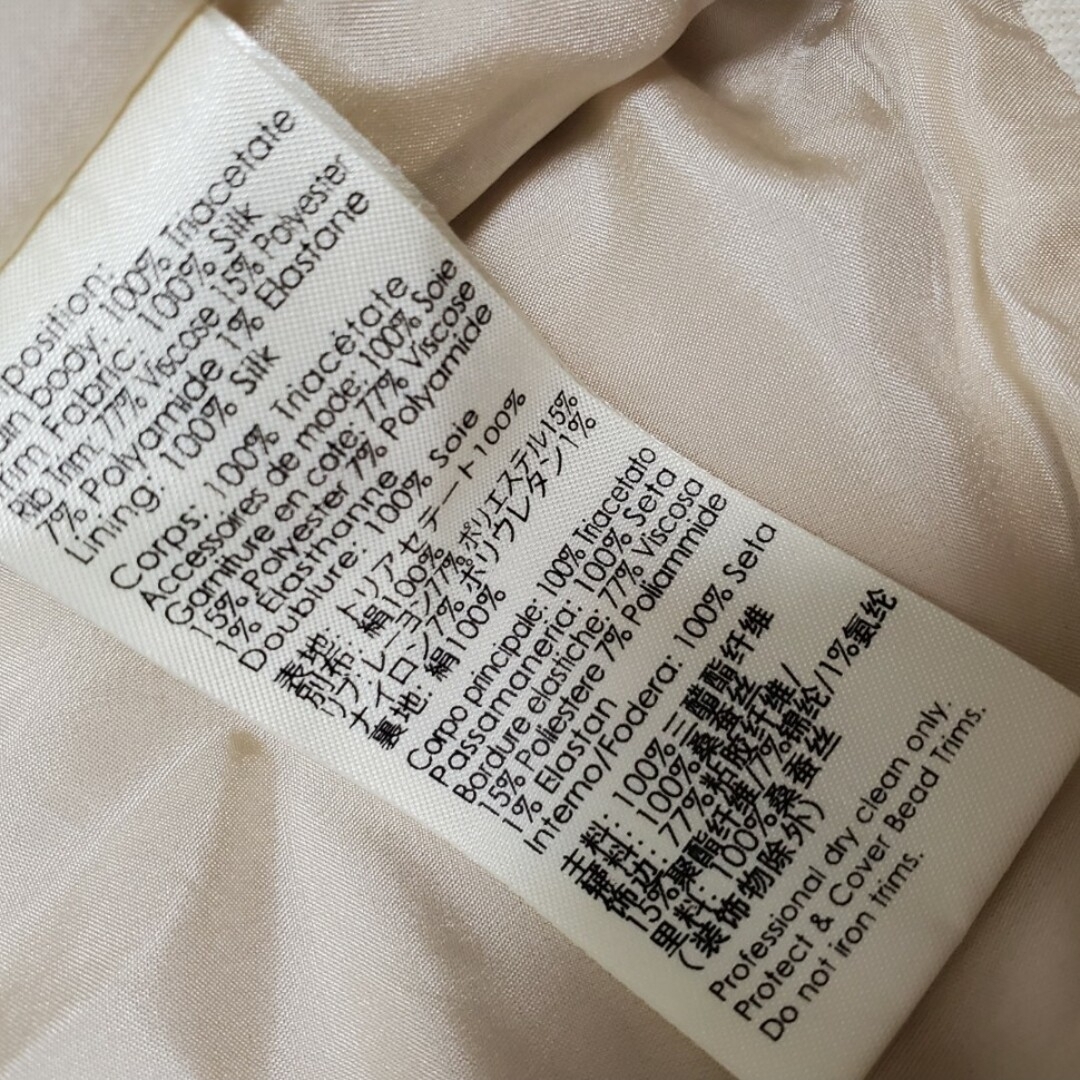 position:
ain body: 100% Triacetate
rim Fabric: 100% Silk
Rib Trim: 77% Viscose 15% Polyester
7% Polyamide 1% Elastane
Lining: 100% Silk
Corps: 100% Triacétate
Accessoires de mode: 100% Soie
Garniture en cote: 77% Viscose
15% Polyester 7% Polyamide
1% Elasthanne
Doublure: 100% Soie
表地: トリアセテート100%
別布: 絹100%
リブ: レーヨン77% ポリエステル15%
ナイロン7% ポリウレタン1%
裏地: 絹100%
Corpo principale: 100% Triacetato
Passamaneria: 100% Seta
Bordure elastiche: 77% Viscosa
15% Poliestere 7% Poliammide
1% Elastan
Interno/Fodera: 100% Seta
主料: 100%三醋酯纤维
料: 100%桑蚕丝
饰边: 77%粘胶纤维/
15%聚酯纤维/7%锦纶/1%氨纶
里料: 100%桑蚕丝
(装饰物除外)
Professional dry clean only.
Protect & Cover Bead Trims.
Do not iron trims.